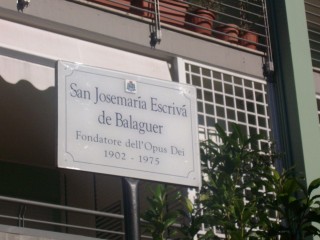 San Josemaría Escrivá
de Balaguer
Fondatore dell'Opus Dei
1902 - 1975